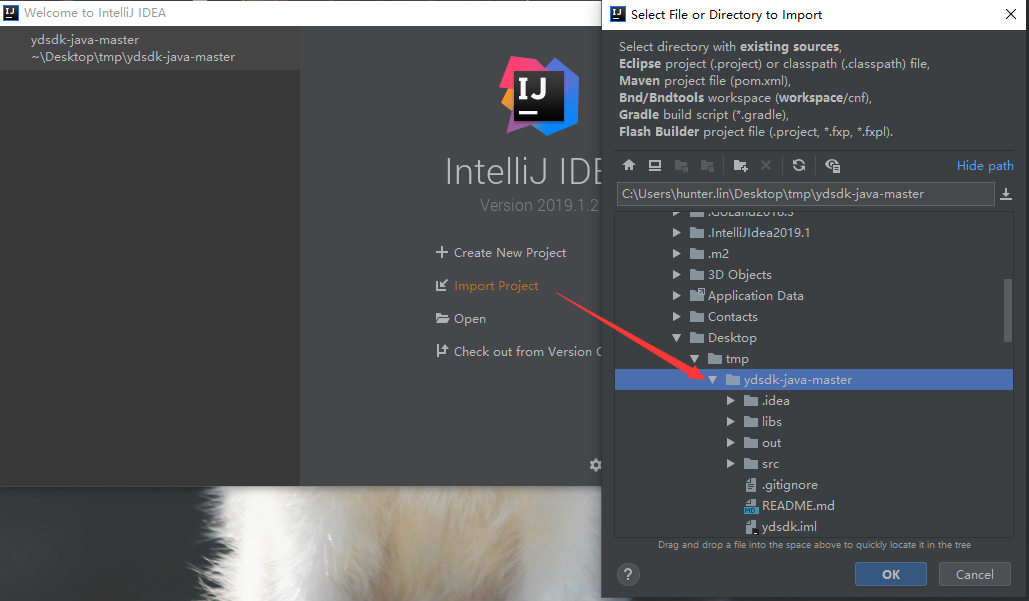 Welcome to IntelliJ IDEA
ydsdk-java-master
~\Desktop\tmp\ydsdk-java-master
IJ
IntelliJ IDE
Version 2019.1.2
Create New Project
Import Project
Open
Check out from Version C
Select File or Directory to Import
Select directory with existing sources,
Eclipse project (.project) or classpath (.classpath) file,
Maven project file (pom.xml),
Bnd/Bndtools workspace (workspace/cnf),
Gradle build script (*.gradle),
Flash Builder project file (.project, *.fxp, *.fxpl).
Hide path
C:\Users\hunter.lin\Desktop\tmp\ydsdk-java-master
.GoLand2018.3
.IntelliJIdea2019.1
.m2
3D Objects
Application Data
Contacts
Desktop
tmp
ydsdk-java-master
.idea
libs
out
src
.gitignore
README.md
ydsdk.iml
Drag and drop a file into the space above to quickly locate it in the tree
?
OK
Cancel